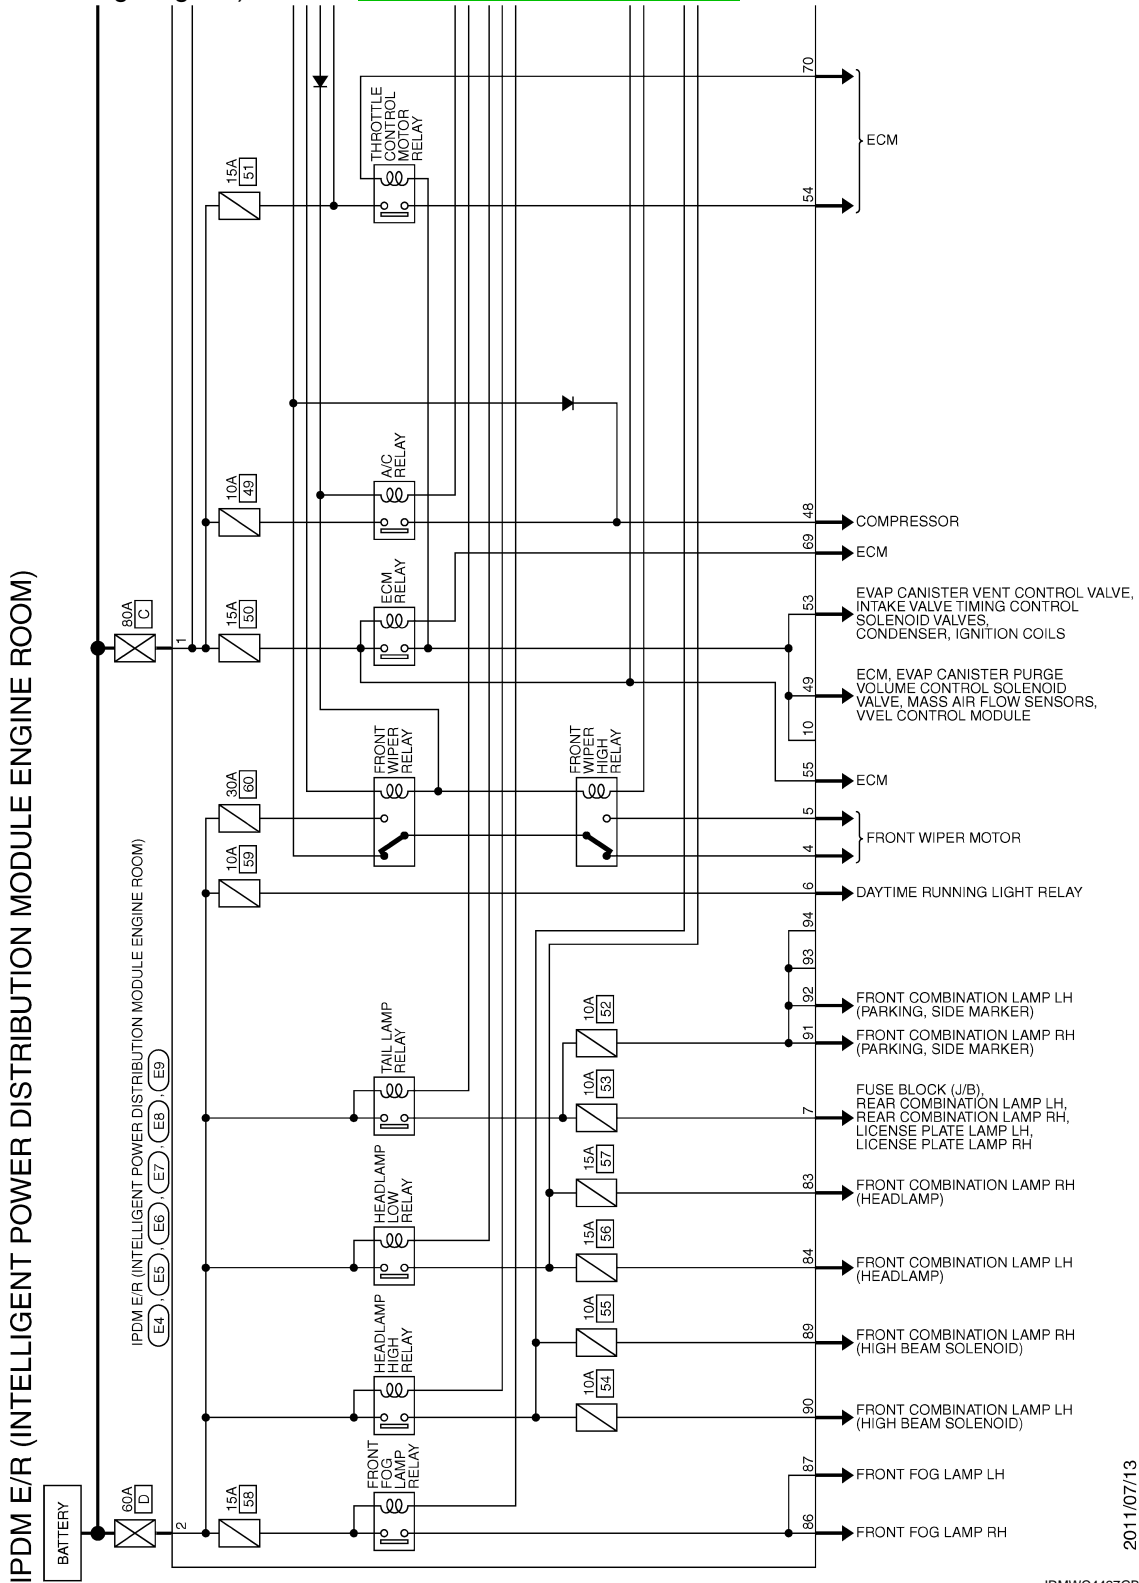 IPDM E/R (INTELLIGENT POWER DISTRIBUTION MODULE ENGINE ROOM)
BATTERY
60A
D
80A
C
2
1
IPDM E/R (INTELLIGENT POWER DISTRIBUTION MODULE ENGINE ROOM)
E4 , E5 , E6 , E7 , E8 , E9
15A
51
THROTTLE
CONTROL
MOTOR
RELAY
70
54
ECM
10A
49
A/C
RELAY
48
COMPRESSOR
69
ECM
15A
50
ECM
RELAY
53
EVAP CANISTER VENT CONTROL VALVE,
INTAKE VALVE TIMING CONTROL
SOLENOID VALVES,
CONDENSER, IGNITION COILS
49
ECM, EVAP CANISTER PURGE
VOLUME CONTROL SOLENOID
VALVE, MASS AIR FLOW SENSORS,
VVEL CONTROL MODULE
10
55
ECM
30A
60
FRONT
WIPER
RELAY
FRONT
WIPER
HIGH
RELAY
5
4
FRONT WIPER MOTOR
10A
59
6
DAYTIME RUNNING LIGHT RELAY
94
93
10A
52
92
FRONT COMBINATION LAMP LH
(PARKING, SIDE MARKER)
91
FRONT COMBINATION LAMP RH
(PARKING, SIDE MARKER)
TAIL LAMP
RELAY
10A
53
7
FUSE BLOCK (J/B),
REAR COMBINATION LAMP LH,
REAR COMBINATION LAMP RH,
LICENSE PLATE LAMP LH,
LICENSE PLATE LAMP RH
15A
57
83
FRONT COMBINATION LAMP RH
(HEADLAMP)
HEADLAMP
LOW
RELAY
15A
56
84
FRONT COMBINATION LAMP LH
(HEADLAMP)
10A
55
89
FRONT COMBINATION LAMP RH
(HIGH BEAM SOLENOID)
HEADLAMP
HIGH
RELAY
10A
54
90
FRONT COMBINATION LAMP LH
(HIGH BEAM SOLENOID)
15A
58
FRONT
FOG
LAMP
RELAY
87
FRONT FOG LAMP LH
86
FRONT FOG LAMP RH
2011/07/13